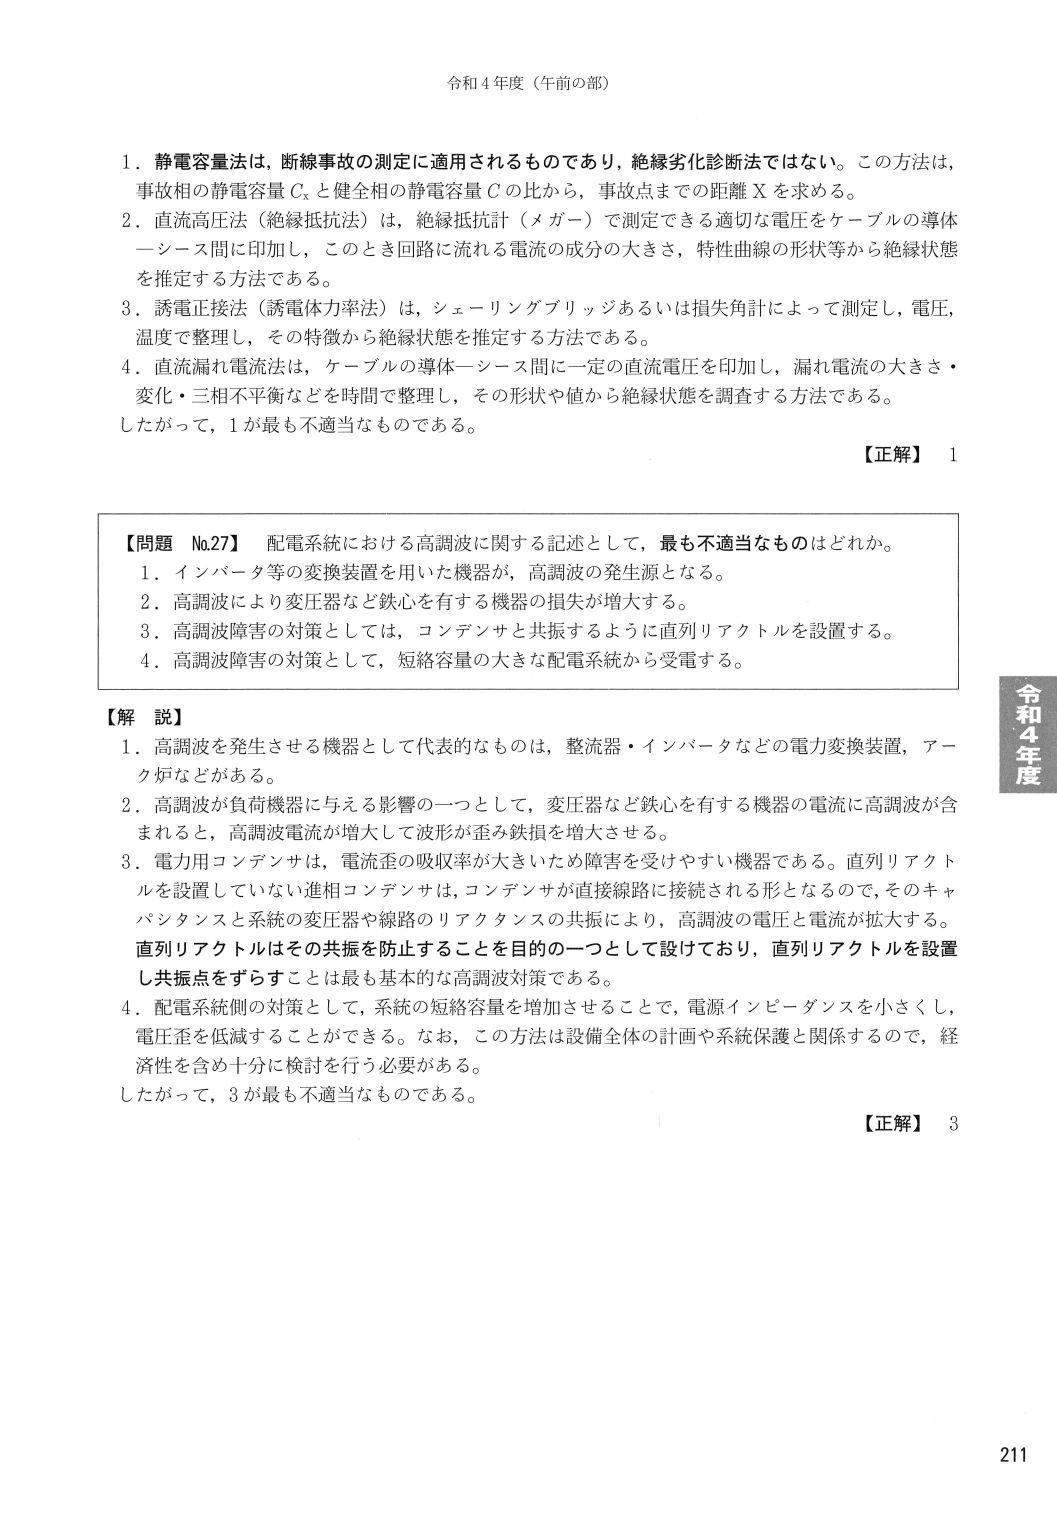 令和4年度（午前の部）
1．静電容量法は，断線事故の測定に適用されるものであり，絶縁劣化診断法ではない。この方法は，
事故相の静電容量Cxと健全相の静電容量Cの比から，事故点までの距離Xを求める。
2．直流高圧法（絶縁抵抗法）は，絶縁抵抗計（メガー）で測定できる適切な電圧をケーブルの導体
―シース間に印加し，このとき回路に流れる電流の成分の大きさ，特性曲線の形状等から絶縁状態
を推定する方法である。
3．誘電正接法（誘電体力率法）は，シェーリングブリッジあるいは損失角計によって測定し，電圧，
温度で整理し，その特徴から絶縁状態を推定する方法である。
4．直流漏れ電流法は，ケーブルの導体―シース間に一定の直流電圧を印加し，漏れ電流の大きさ・
変化・三相不平衡などを時間で整理し，その形状や値から絶縁状態を調査する方法である。
したがって，1が最も不適当なものである。
【正解】　1
【問題　№27】　配電系統における高調波に関する記述として，最も不適当なものはどれか。
1．インバータ等の変換装置を用いた機器が，高調波の発生源となる。
2．高調波により変圧器など鉄心を有する機器の損失が増大する。
3．高調波障害の対策としては，コンデンサと共振するように直列リアクトルを設置する。
4．高調波障害の対策として，短絡容量の大きな配電系統から受電する。
【解　説】
1．高調波を発生させる機器として代表的なものは，整流器・インバータなどの電力変換装置，アー
ク炉などがある。
2．高調波が負荷機器に与える影響の一つとして，変圧器など鉄心を有する機器の電流に高調波が含
まれると，高調波電流が増大して波形が歪み鉄損を増大させる。
3．電力用コンデンサは，電流歪の吸収率が大きいため障害を受けやすい機器である。直列リアクト
ルを設置していない進相コンデンサは，コンデンサが直接線路に接続される形となるので，そのキャ
パシタンスと系統の変圧器や線路のリアクタンスの共振により，高調波の電圧と電流が拡大する。
直列リアクトルはその共振を防止することを目的の一つとして設けており，直列リアクトルを設置
し共振点をずらすことは最も基本的な高調波対策である。
4．配電系統側の対策として，系統の短絡容量を増加させることで，電源インピーダンスを小さくし，
電圧歪を低減することができる。なお，この方法は設備全体の計画や系統保護と関係するので，経
済性を含め十分に検討を行う必要がある。
したがって，3が最も不適当なものである。
【正解】　3
令和4年度
211